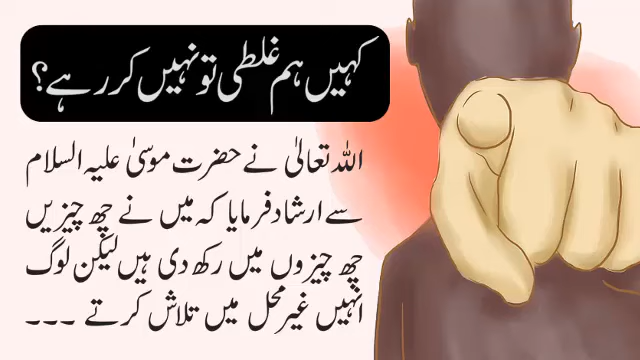 کہیں ہم غلطی تو نہیں کر رہے؟
اللہ تعالیٰ نے حضرت موسیٰ علیہ السلام
سے ارشاد فرمایا کہ میں نے چھ چیزیں
چھ چیزوں میں رکھ دی ہیں لیکن لوگ
انہیں غیر محل میں تلاش کرتے ۔۔۔